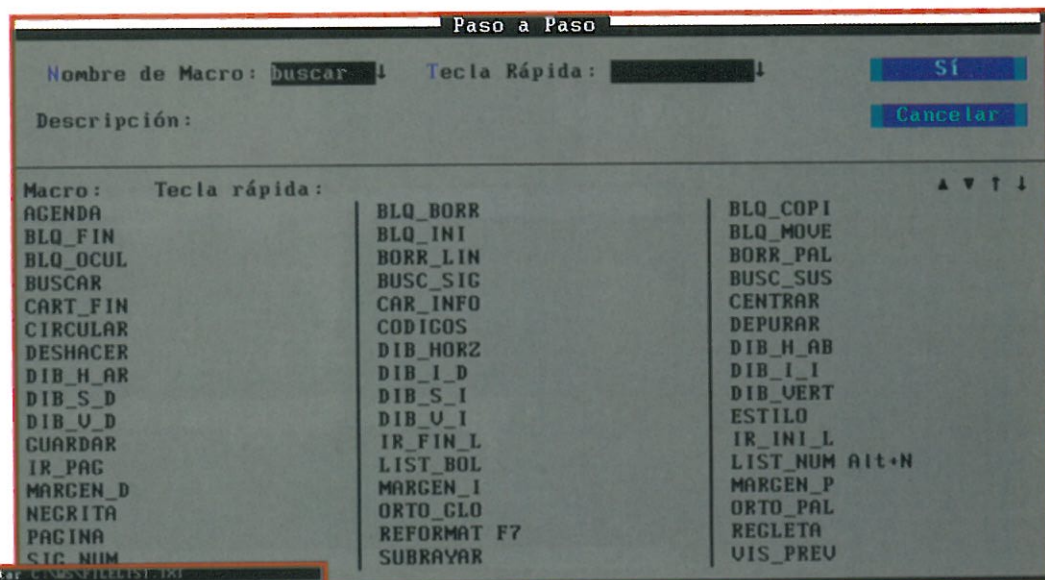 Paso a Paso
Nombre de Macro: buscar ↓ Tecla Rápida: ↓ Sí
Descripción: Cancelar
Macro: Tecla rápida: ▲ ▼ ↑ ↓
AGENDA BLQ_BORR BLQ_COPI
BLQ_FIN BLQ_INI BLQ_MOVE
BLQ_OCUL BORR_LIN BORR_PAL
BUSCAR BUSC_SIG BUSC_SUS
CART_FIN CAR_INFO CENTRAR
CIRCULAR CODIGOS DEPURAR
DESHACER DIB_HORZ DIB_H_AB
DIB_H_AR DIB_I_D DIB_I_I
DIB_S_D DIB_S_I DIB_VERT
DIB_V_D DIB_V_I ESTILO
GUARDAR IR_FIN_L IR_INI_L
IR_PAG LIST_BOL LIST_NUM Alt+N
MARGEN_D MARGEN_I MARGEN_P
NEGRITA ORTO_GLO ORTO_PAL
PAGINA REFORMAT F7 REGLETA
SIG_NUM SUBRAYAR VIS_PREV